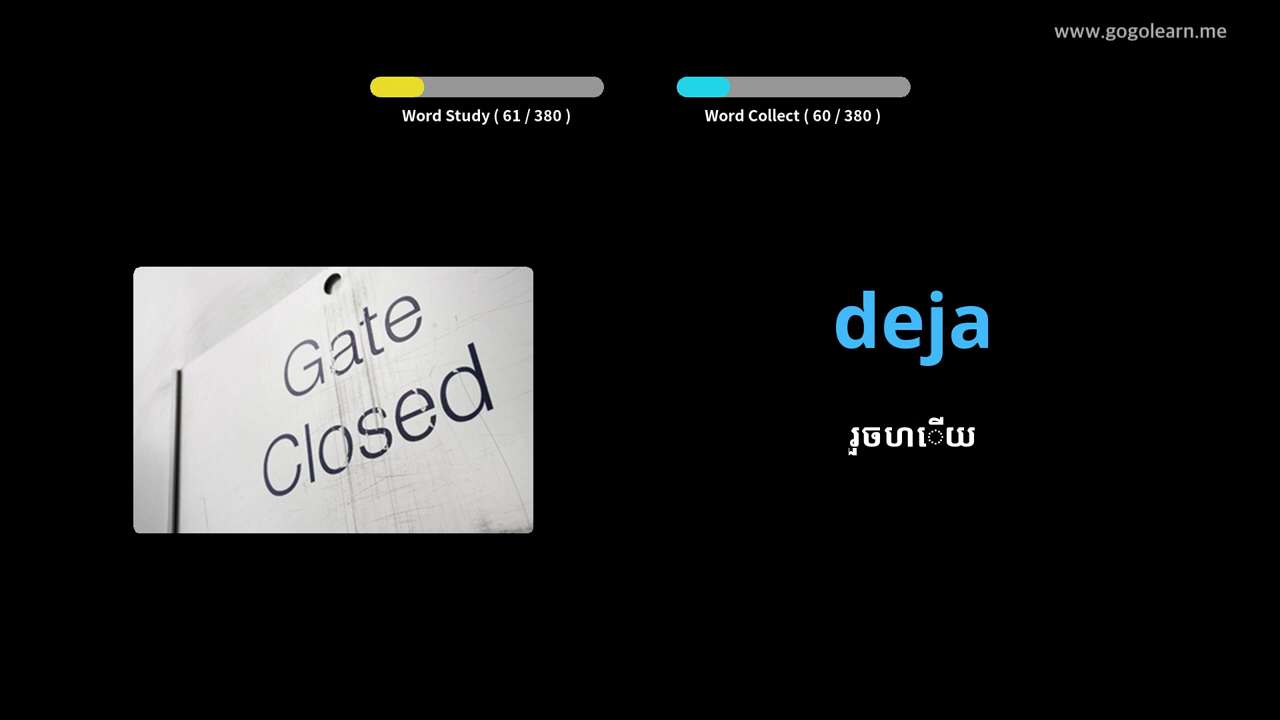 www.gogolearn.me
Word Study ( 61 / 380 )
Word Collect ( 60 / 380 )
Gate
Closed
deja
រួចហើយ